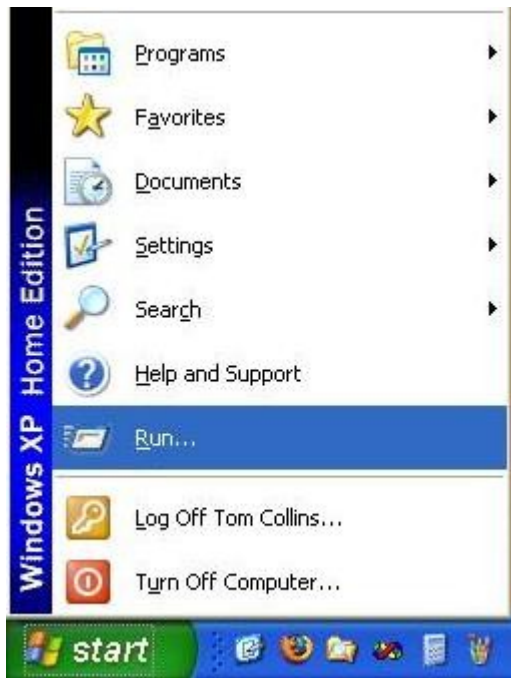 Programs
Favorites
Documents
Settings
Search
Help and Support
Run...
Log Off Tom Collins...
Turn Off Computer...
Windows XP Home Edition
start